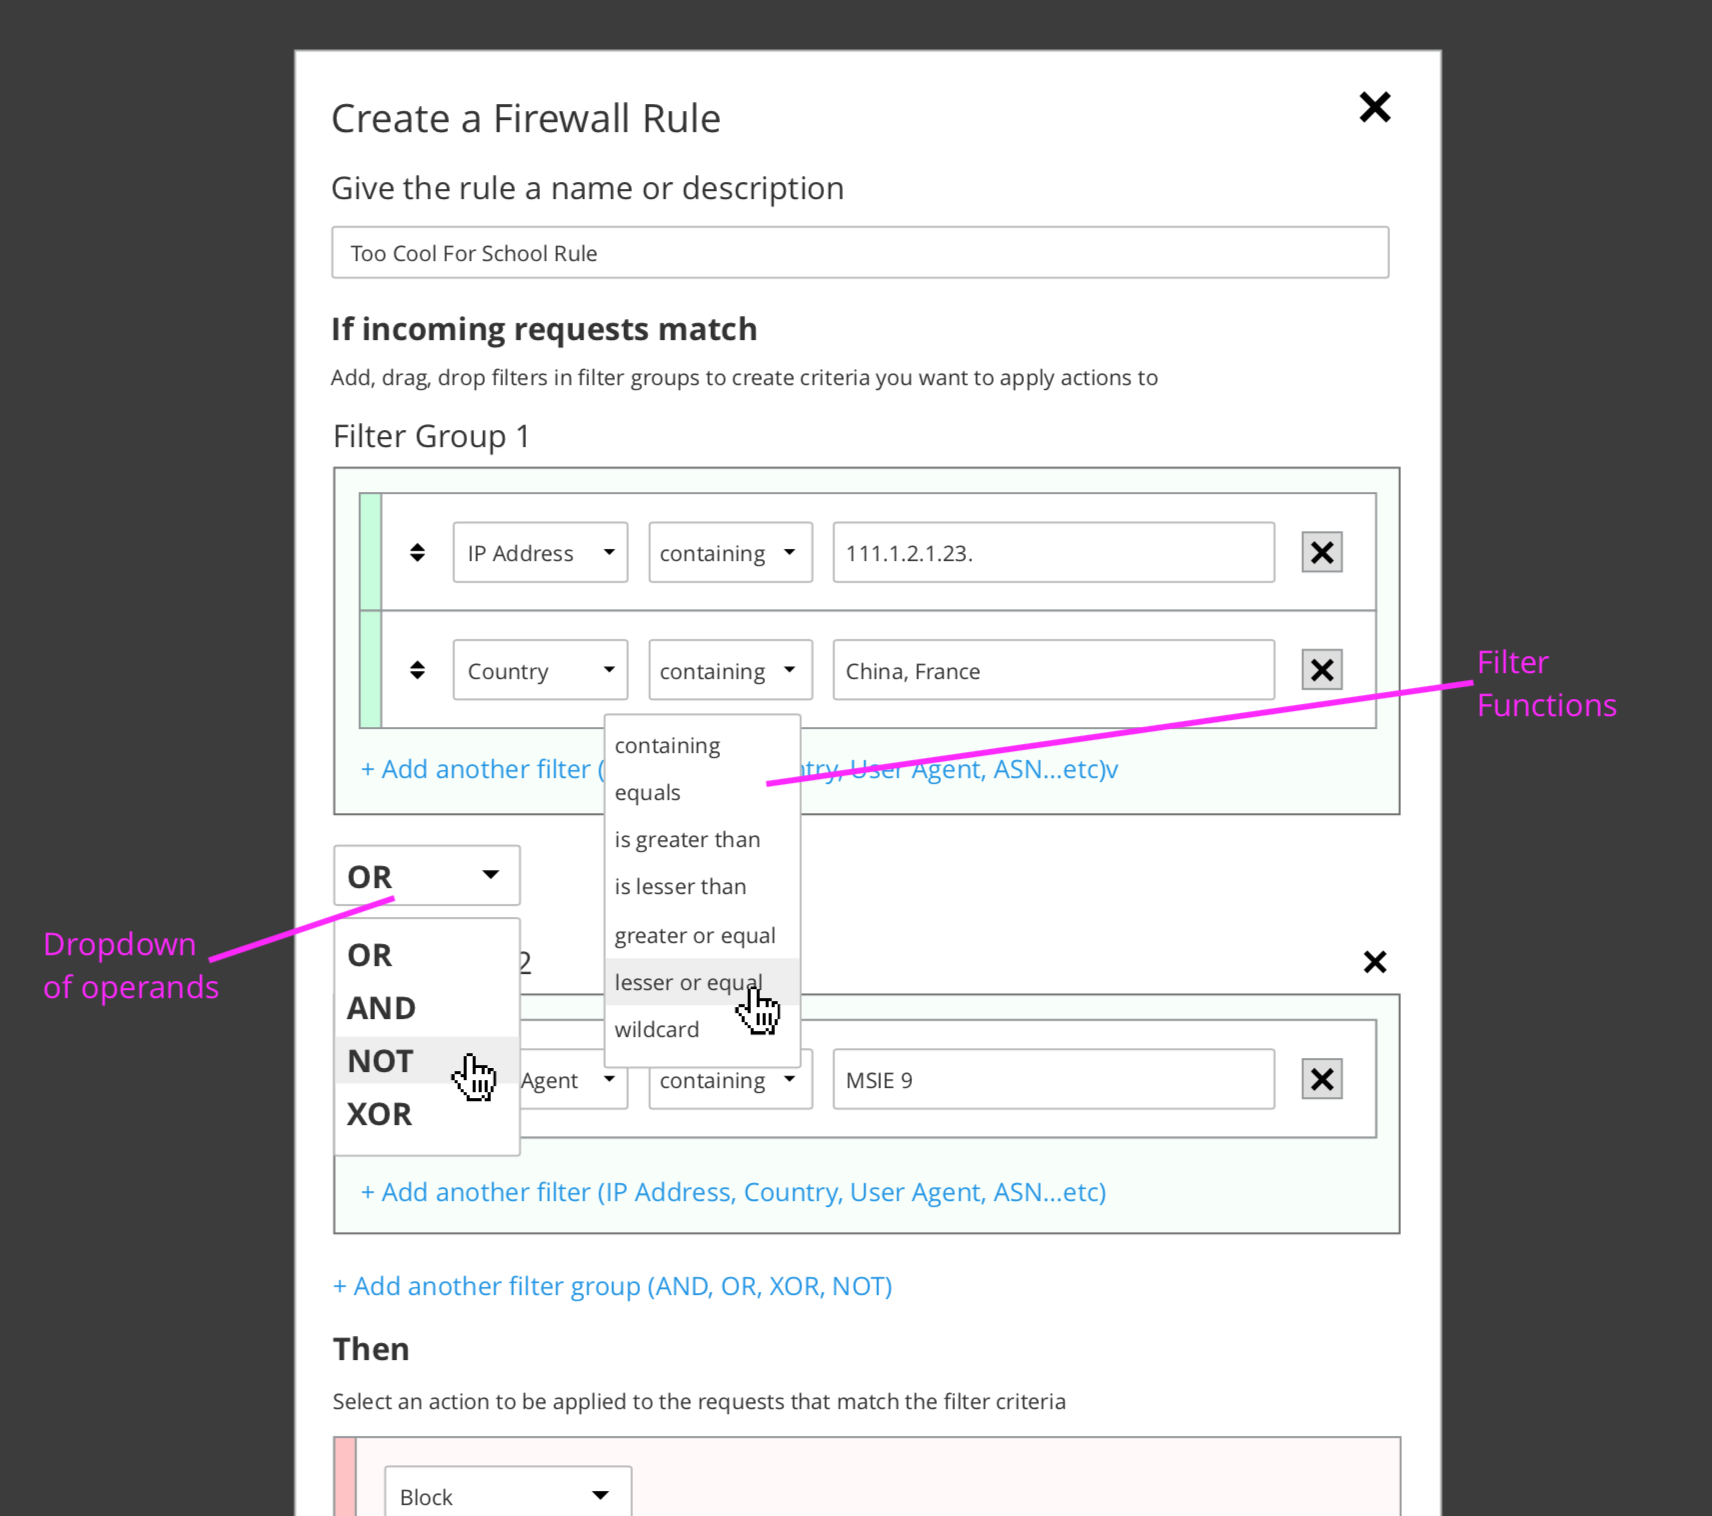 Create a Firewall Rule
Give the rule a name or description
Too Cool For School Rule
If incoming requests match
Add, drag, drop filters in filter groups to create criteria you want to apply actions to
Filter Group 1
IP Address containing 111.1.2.1.23.
Country containing China, France
Filter
Functions
+ Add another filter ( try, User Agent, ASN...etc)v
containing
equals
is greater than
is lesser than
greater or equal
lesser or equal
wildcard
OR
Dropdown
of operands
OR
AND
NOT
XOR
2
Agent containing MSIE 9
+ Add another filter (IP Address, Country, User Agent, ASN...etc)
+ Add another filter group (AND, OR, XOR, NOT)
Then
Select an action to be applied to the requests that match the filter criteria
Block